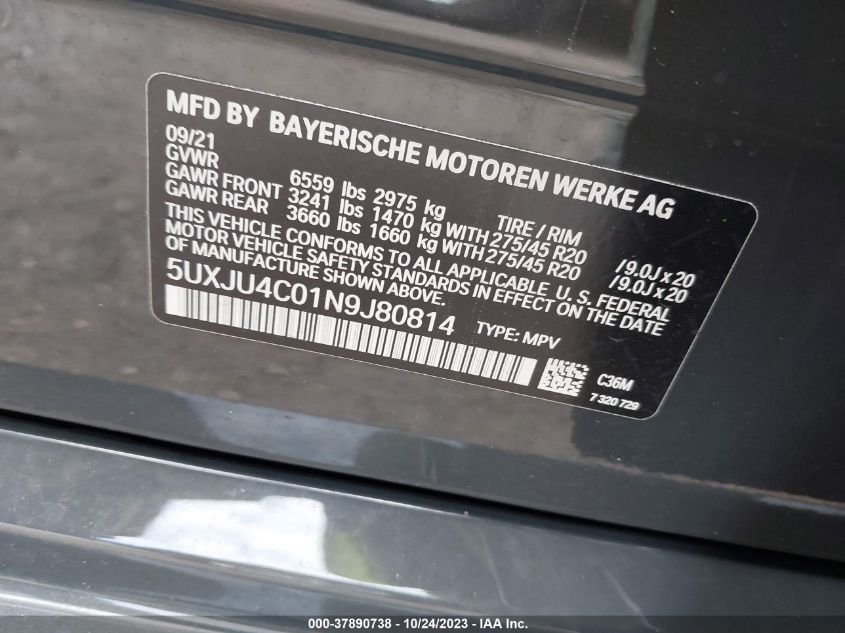 MFD BY BAYERISCHE MOTOREN WERKE AG
09/21
GVWR 6559 lbs 2975 kg TIRE / RIM
GAWR FRONT 3241 lbs 1470 kg WITH 275/45 R20 /9.0J x 20
GAWR REAR 3660 lbs 1660 kg WITH 275/45 R20 /9.0J x 20
THIS VEHICLE CONFORMS TO ALL APPLICABLE U. S. FEDERAL
MOTOR VEHICLE SAFETY STANDARDS IN EFFECT ON THE DATE
OF MANUFACTURE SHOWN ABOVE.
5UXJU4C01N9J80814 TYPE: MPV
C36M
7 320 729
000-37890738 - 10/24/2023 - IAA Inc.